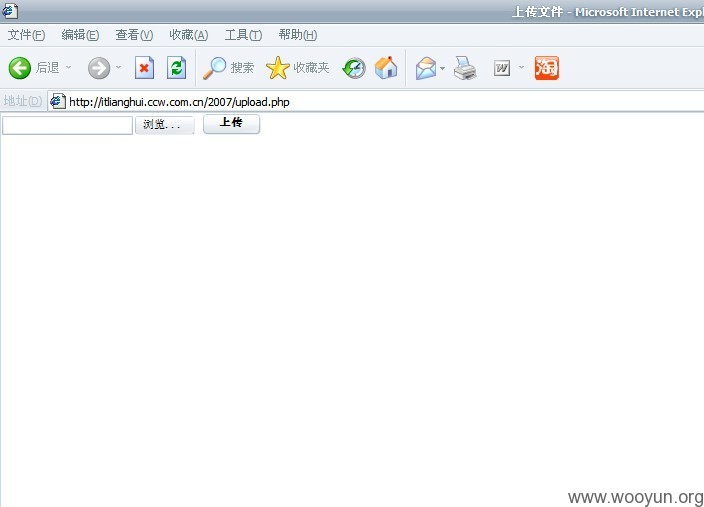 上传文件 - Microsoft Internet Expl
文件(F) 编辑(E) 查看(V) 收藏(A) 工具(T) 帮助(H)
后退 搜索 收藏夹 W 淘
地址(D) http://itlianghui.ccw.com.cn/2007/upload.php
浏览... 上传
www.wooyun.org